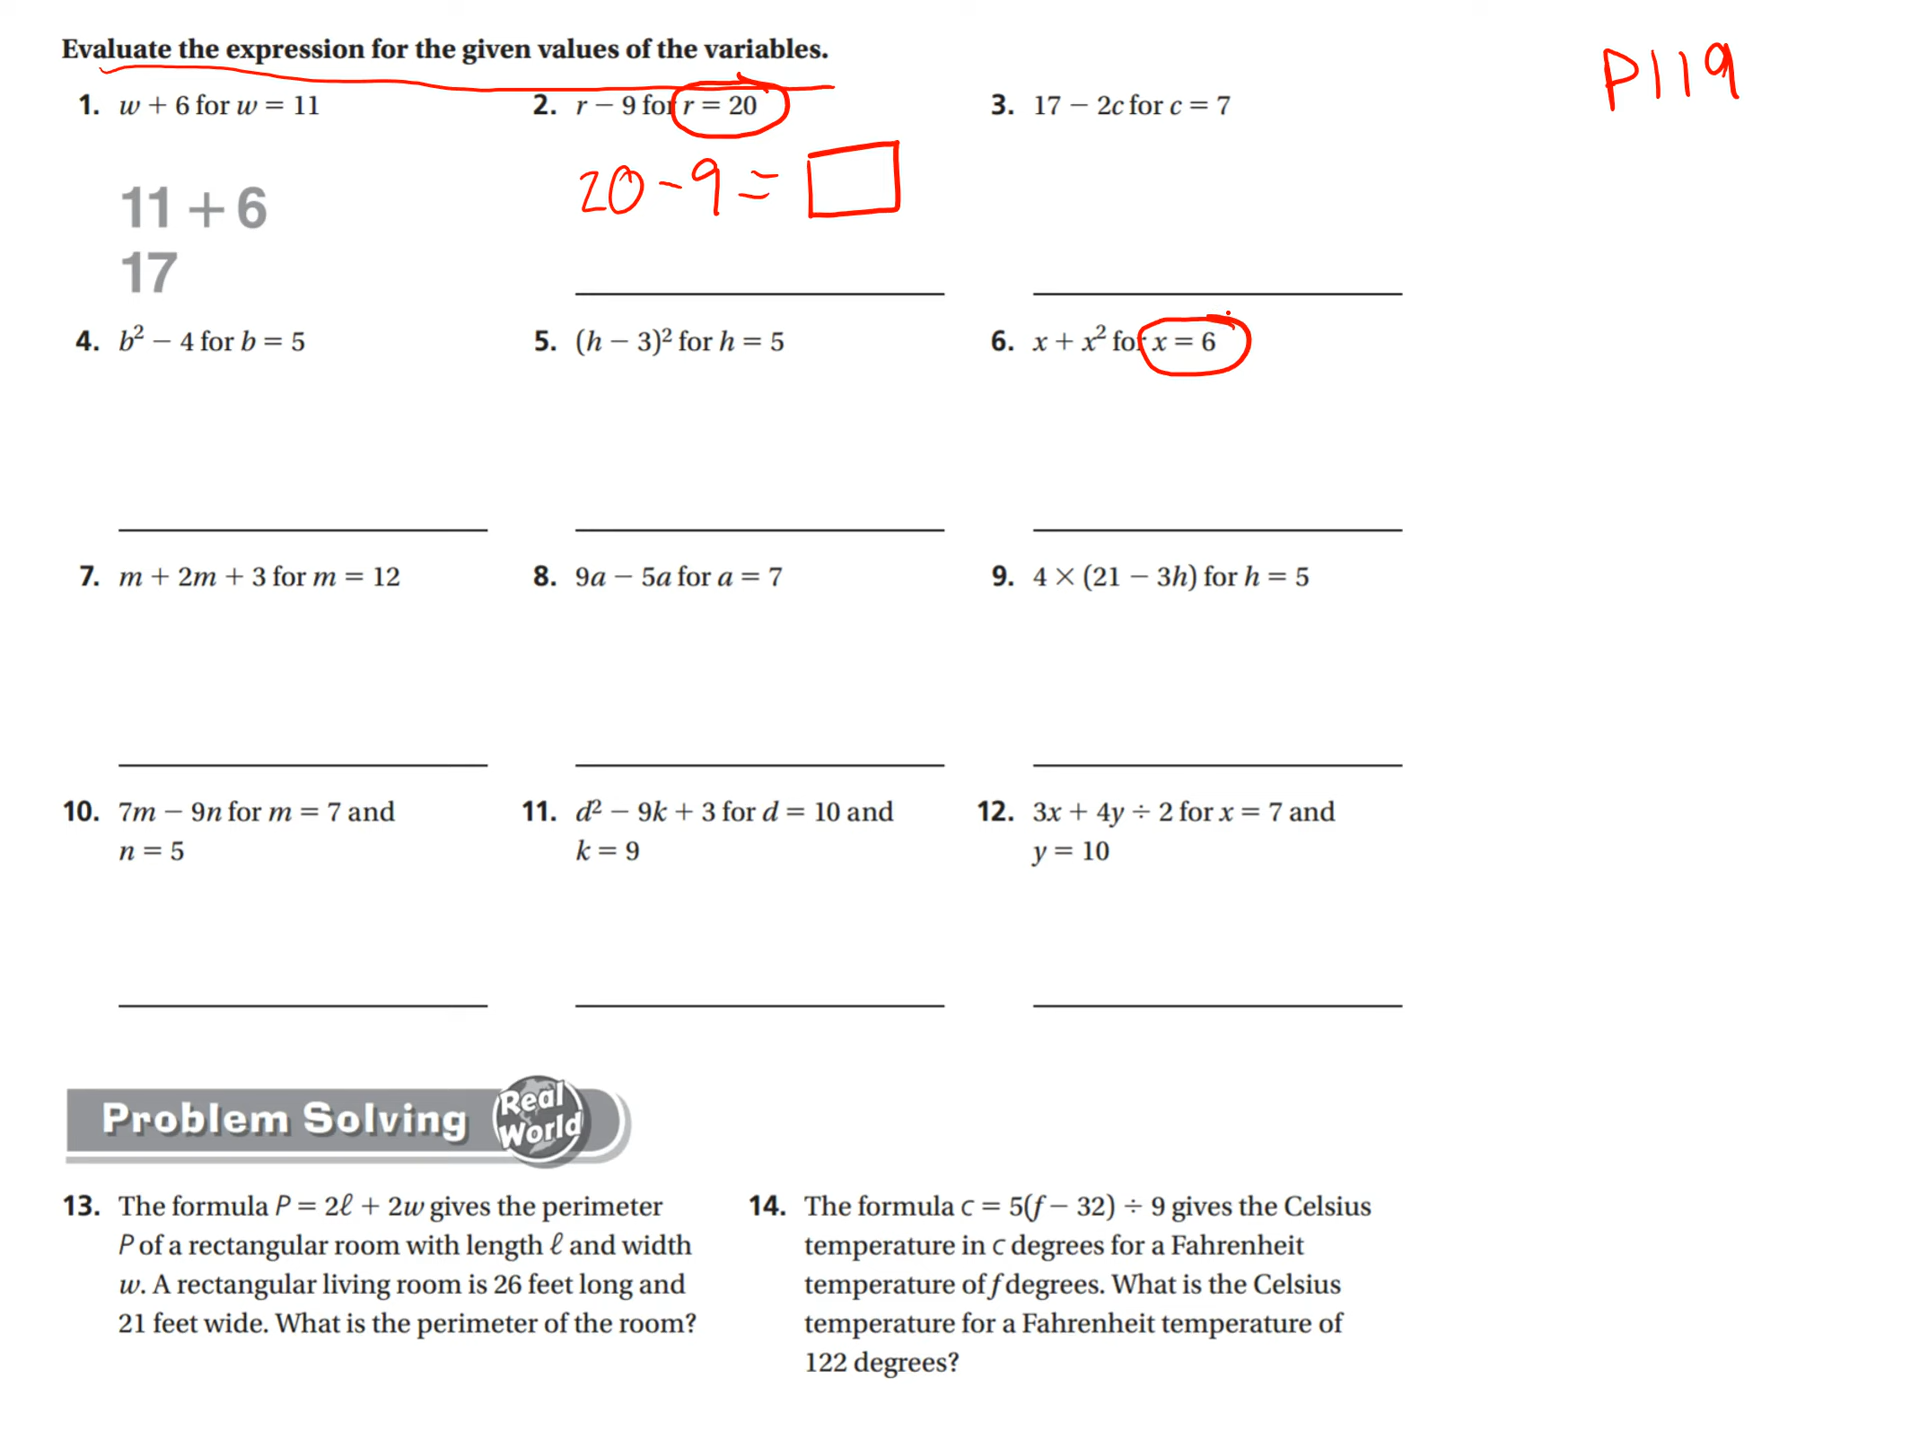 Evaluate the expression for the given values of the variables.
P119
1. w + 6 for w = 11
2. r − 9 for r = 20
3. 17 − 2c for c = 7
11 + 6
17
20 - 9 =
4. b² − 4 for b = 5
5. (h − 3)² for h = 5
6. x + x² for x = 6
7. m + 2m + 3 for m = 12
8. 9a − 5a for a = 7
9. 4 × (21 − 3h) for h = 5
10. 7m − 9n for m = 7 and
n = 5
11. d² − 9k + 3 for d = 10 and
k = 9
12. 3x + 4y ÷ 2 for x = 7 and
y = 10
Problem Solving
Real
World
13. The formula P = 2ℓ + 2w gives the perimeter
P of a rectangular room with length ℓ and width
w. A rectangular living room is 26 feet long and
21 feet wide. What is the perimeter of the room?
14. The formula c = 5(f − 32) ÷ 9 gives the Celsius
temperature in c degrees for a Fahrenheit
temperature of f degrees. What is the Celsius
temperature for a Fahrenheit temperature of
122 degrees?